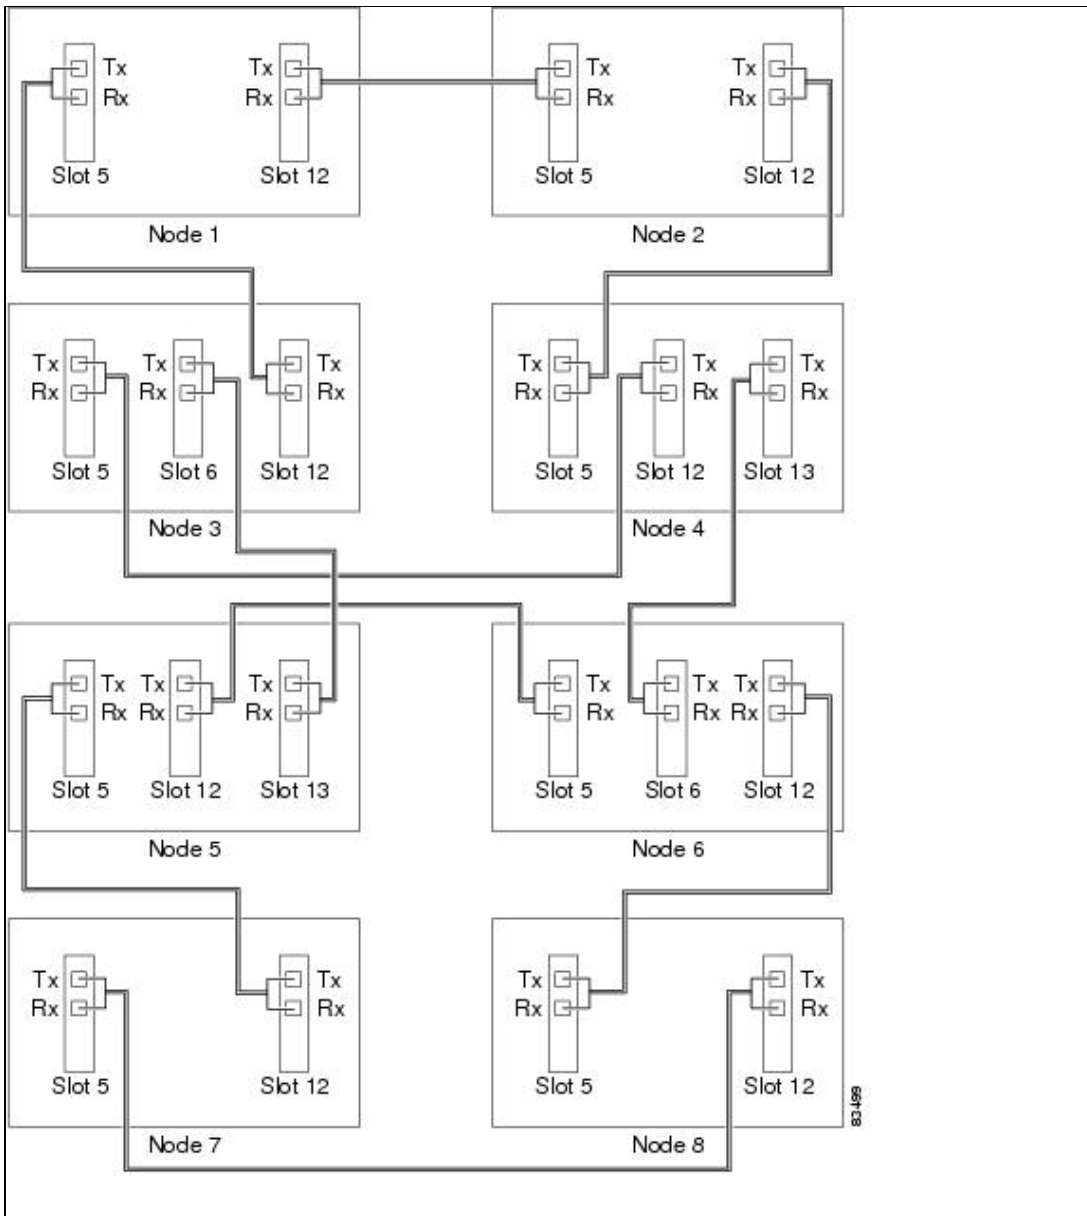 Tx Tx Tx Tx
Rx Rx Rx Rx
Slot 5 Slot 12 Slot 5 Slot 12
Node 1 Node 2
Tx Tx Tx Tx Tx Tx
Rx Rx Rx Rx Rx Rx
Slot 5 Slot 6 Slot 12 Slot 5 Slot 12 Slot 13
Node 3 Node 4
Tx Tx Tx Tx Tx Tx
Rx Rx Rx Rx Rx Rx
Slot 5 Slot 12 Slot 13 Slot 5 Slot 6 Slot 12
Node 5 Node 6
Tx Tx Tx Tx
Rx Rx Rx Rx
Slot 5 Slot 12 Slot 5 Slot 12
83499
Node 7 Node 8